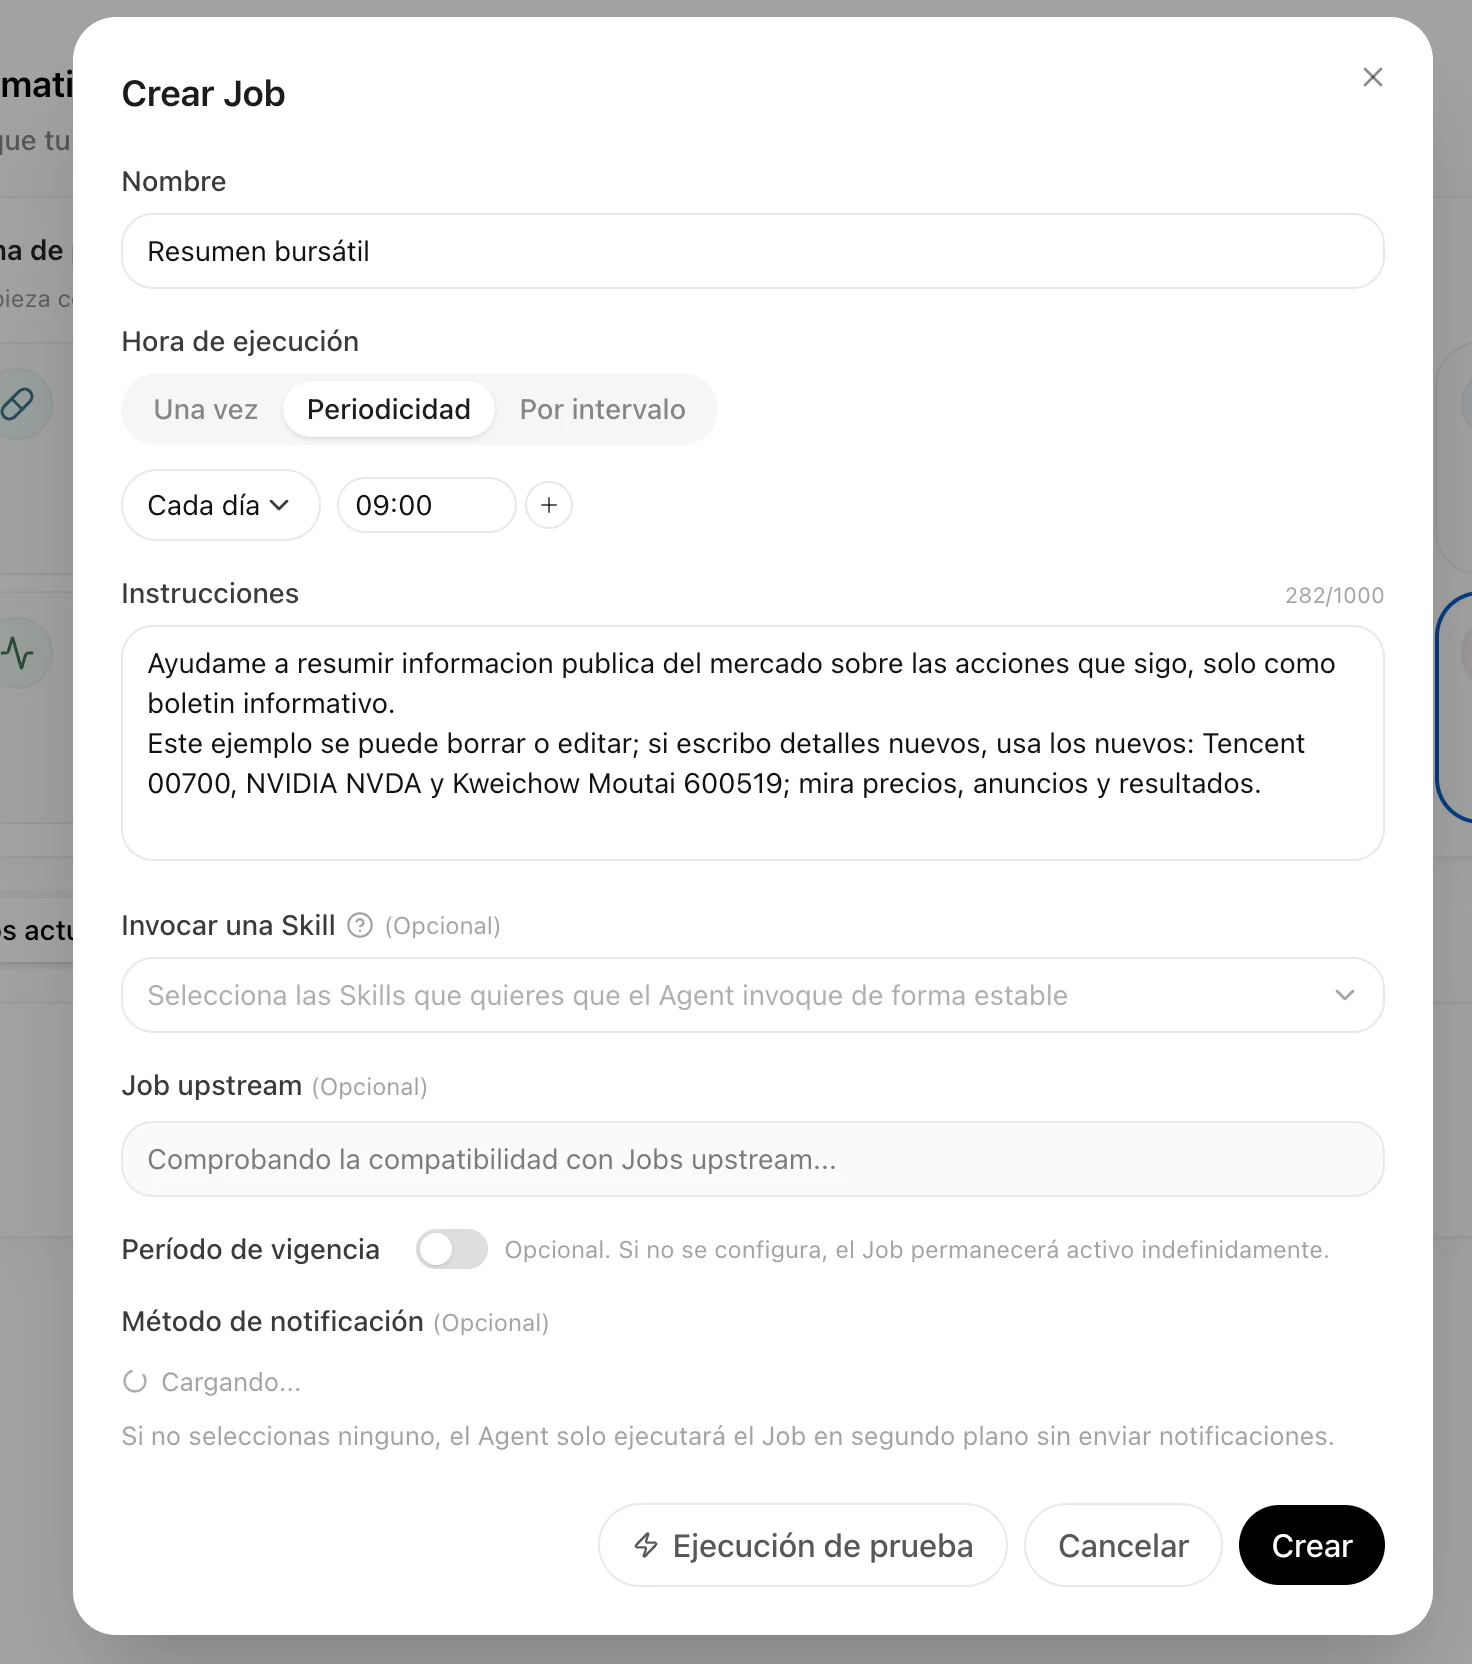 Crear Job
Nombre
Resumen bursátil
Hora de ejecución
Una vez Periodicidad Por intervalo
Cada día 09:00 +
Instrucciones 282/1000
Ayudame a resumir informacion publica del mercado sobre las acciones que sigo, solo como
boletin informativo.
Este ejemplo se puede borrar o editar; si escribo detalles nuevos, usa los nuevos: Tencent
00700, NVIDIA NVDA y Kweichow Moutai 600519; mira precios, anuncios y resultados.
Invocar una Skill ? (Opcional)
Selecciona las Skills que quieres que el Agent invoque de forma estable
Job upstream (Opcional)
Comprobando la compatibilidad con Jobs upstream...
Período de vigencia Opcional. Si no se configura, el Job permanecerá activo indefinidamente.
Método de notificación (Opcional)
Cargando...
Si no seleccionas ninguno, el Agent solo ejecutará el Job en segundo plano sin enviar notificaciones.
Ejecución de prueba Cancelar Crear